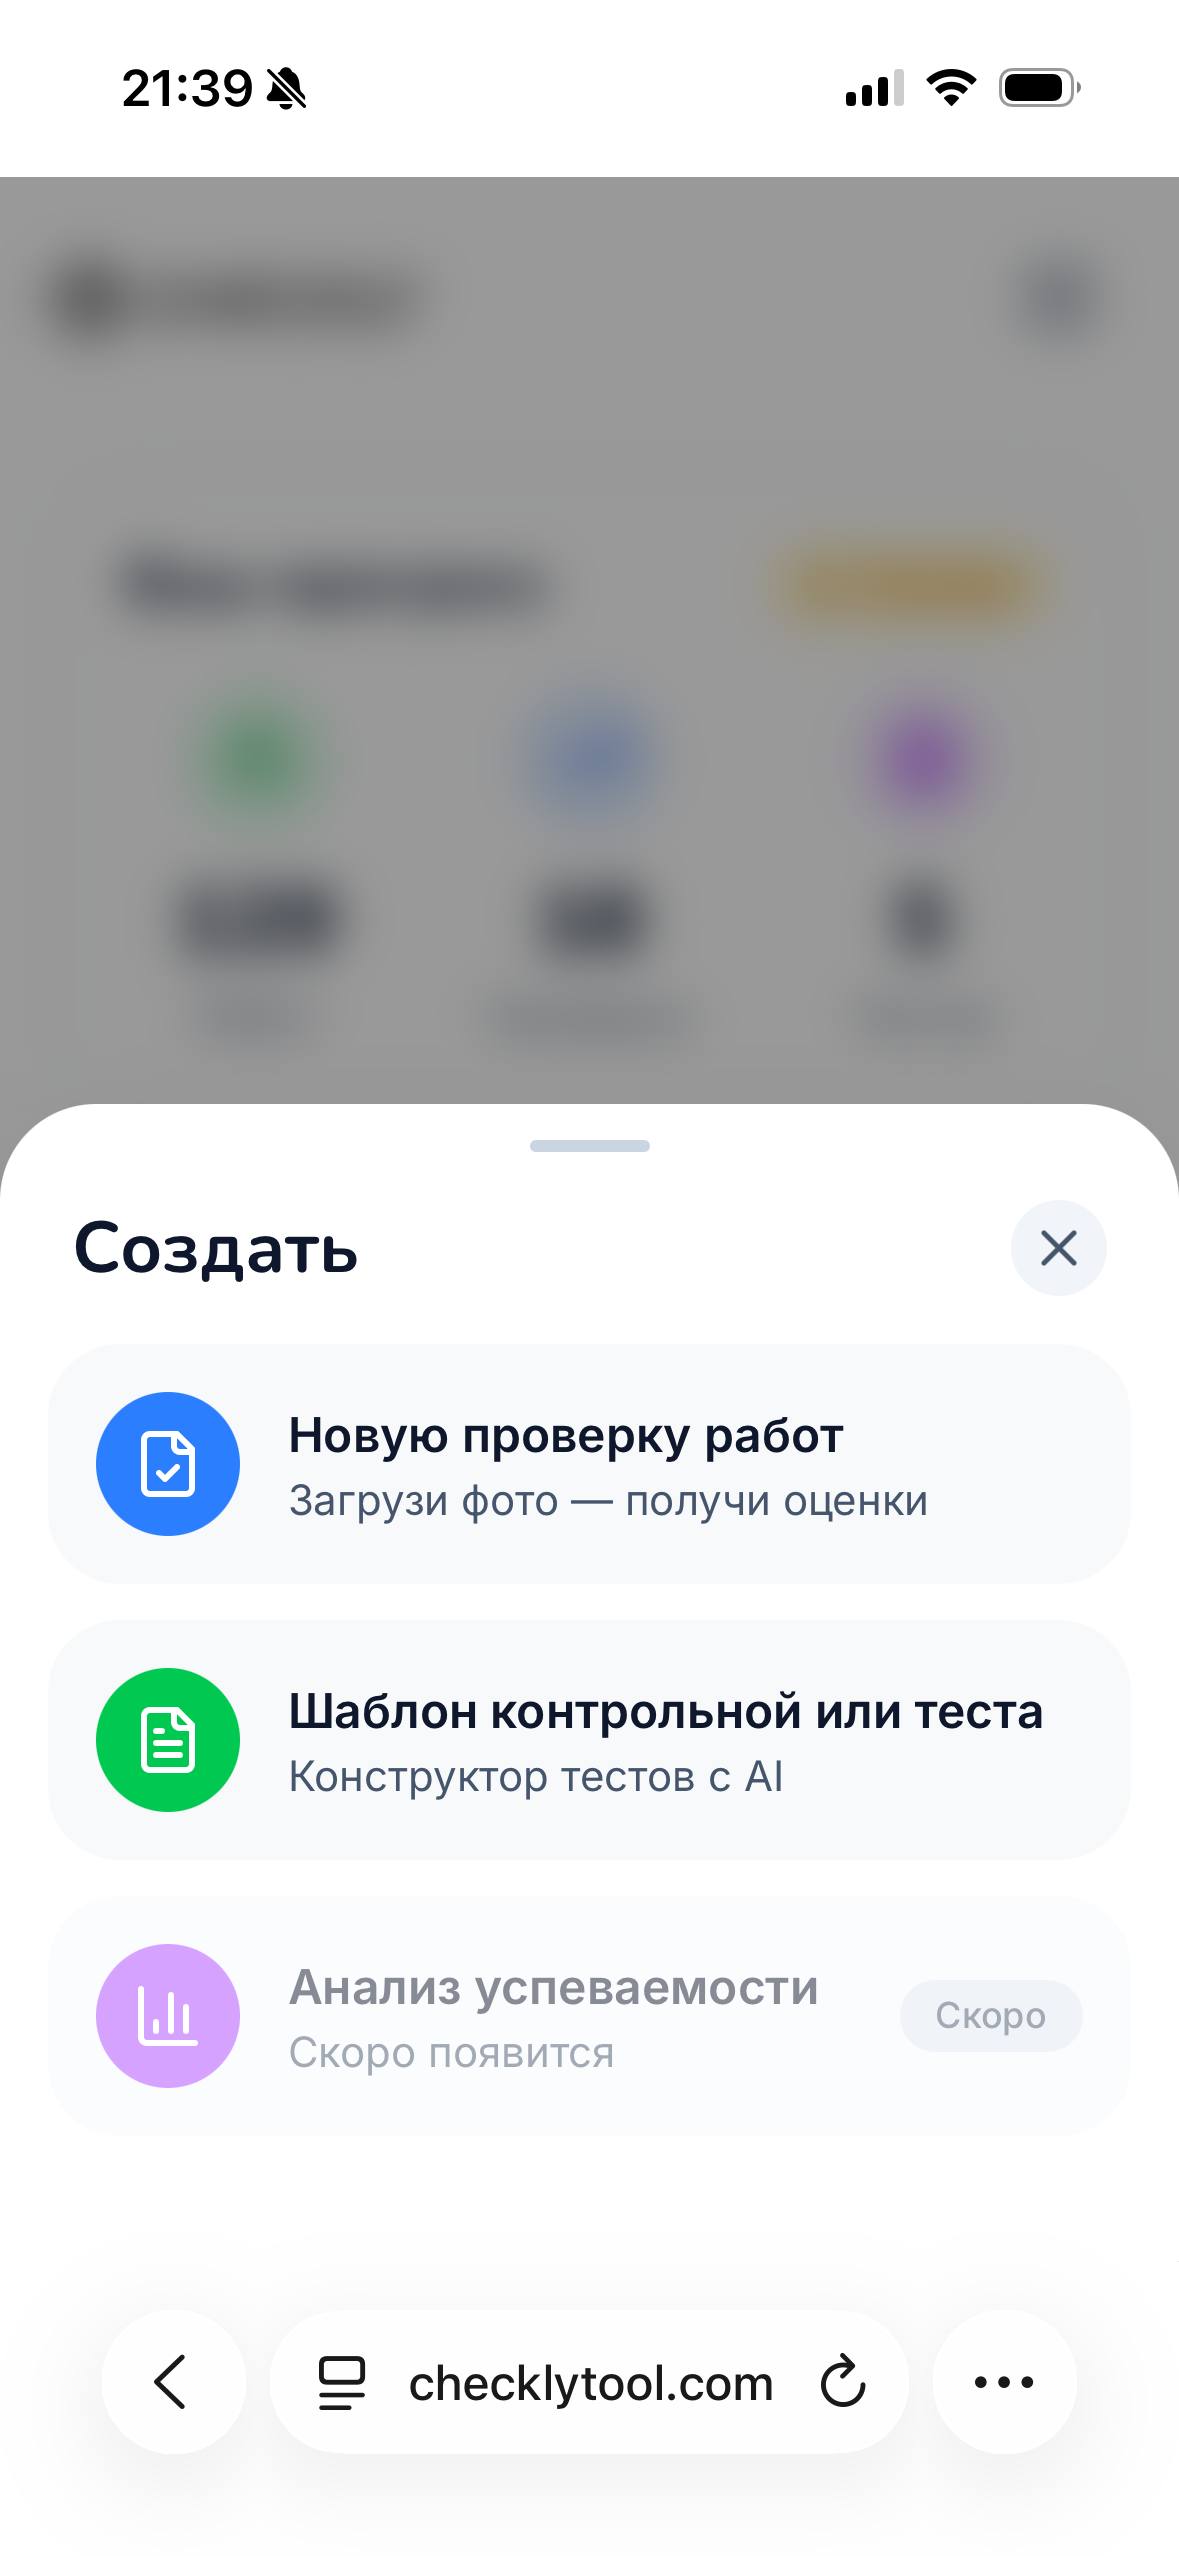 21:39
Создать
Новую проверку работ
Загрузи фото — получи оценки
Шаблон контрольной или теста
Конструктор тестов с AI
Анализ успеваемости
Скоро появится
Скоро
checklytool.com